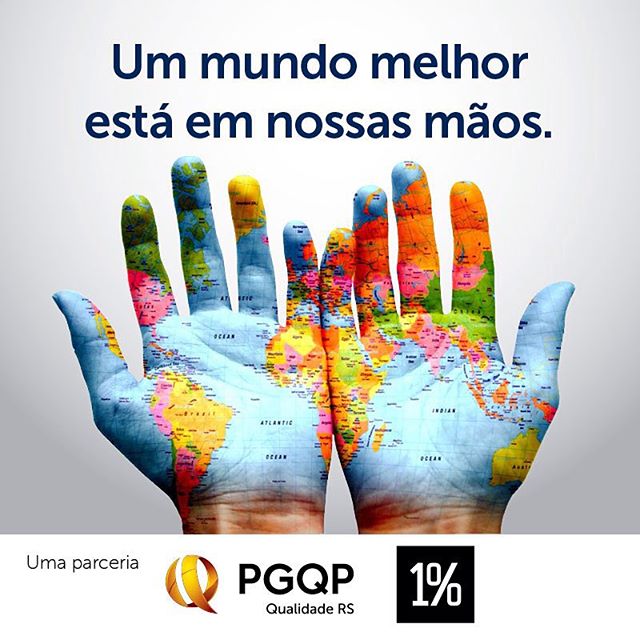 Um mundo melhor
está em nossas mãos.
ATLANTIC
OCEAN
Brazil
ATLANTIC
OCEAN
INDIAN
OCEAN
Uma parceria
PGQP
Qualidade RS
1%